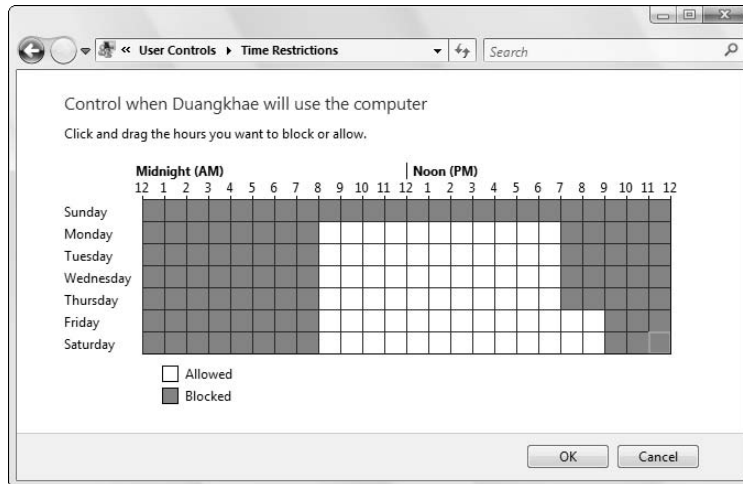 « User Controls ▸ Time Restrictions Search
Control when Duangkhae will use the computer
Click and drag the hours you want to block or allow.
Midnight (AM) Noon (PM)
12 1 2 3 4 5 6 7 8 9 10 11 12 1 2 3 4 5 6 7 8 9 10 11 12
Sunday
Monday
Tuesday
Wednesday
Thursday
Friday
Saturday
Allowed
Blocked
OK Cancel